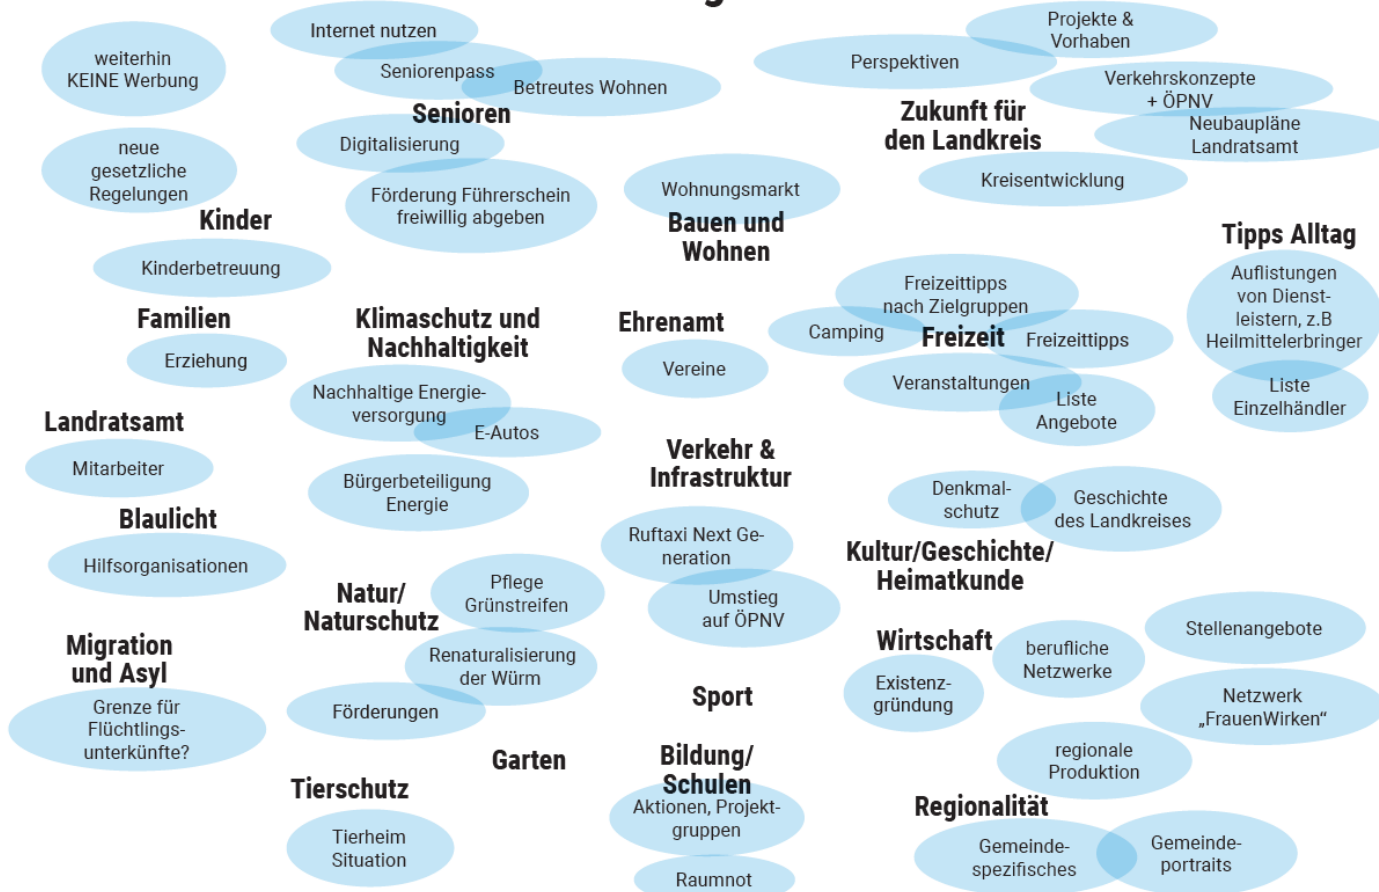 g
weiterhin
KEINE Werbung
neue
gesetzliche
Regelungen
Internet nutzen
Seniorenpass
Betreutes Wohnen
Senioren
Digitalisierung
Förderung Führerschein
freiwillig abgeben
Wohnungsmarkt
Bauen und
Wohnen
Projekte &
Vorhaben
Perspektiven
Verkehrskonzepte
+ ÖPNV
Neubaupläne
Landratsamt
Zukunft für
den Landkreis
Kreisentwicklung
Kinder
Kinderbetreuung
Familien
Erziehung
Landratsamt
Mitarbeiter
Blaulicht
Hilfsorganisationen
Migration
und Asyl
Grenze für
Flüchtlings-
unterkünfte?
Klimaschutz und
Nachhaltigkeit
Nachhaltige Energie-
versorgung
E-Autos
Bürgerbeteiligung
Energie
Natur/
Naturschutz
Pflege
Grünstreifen
Renaturalisierung
der Würm
Förderungen
Garten
Tierschutz
Tierheim
Situation
Ehrenamt
Vereine
Verkehr &
Infrastruktur
Ruftaxi Next Ge-
neration
Umstieg
auf ÖPNV
Sport
Bildung/
Schulen
Aktionen, Projekt-
gruppen
Raumnot
Freizeittipps
nach Zielgruppen
Camping
Freizeit
Freizeittipps
Veranstaltungen
Liste
Angebote
Tipps Alltag
Auflistungen
von Dienst-
leistern, z.B
Heilmittelerbringer
Liste
Einzelhändler
Denkmal-
schutz
Geschichte
des Landkreises
Kultur/Geschichte/
Heimatkunde
Wirtschaft
Existenz-
gründung
berufliche
Netzwerke
Stellenangebote
Netzwerk
„FrauenWirken“
regionale
Produktion
Regionalität
Gemeinde-
spezifisches
Gemeinde-
portraits